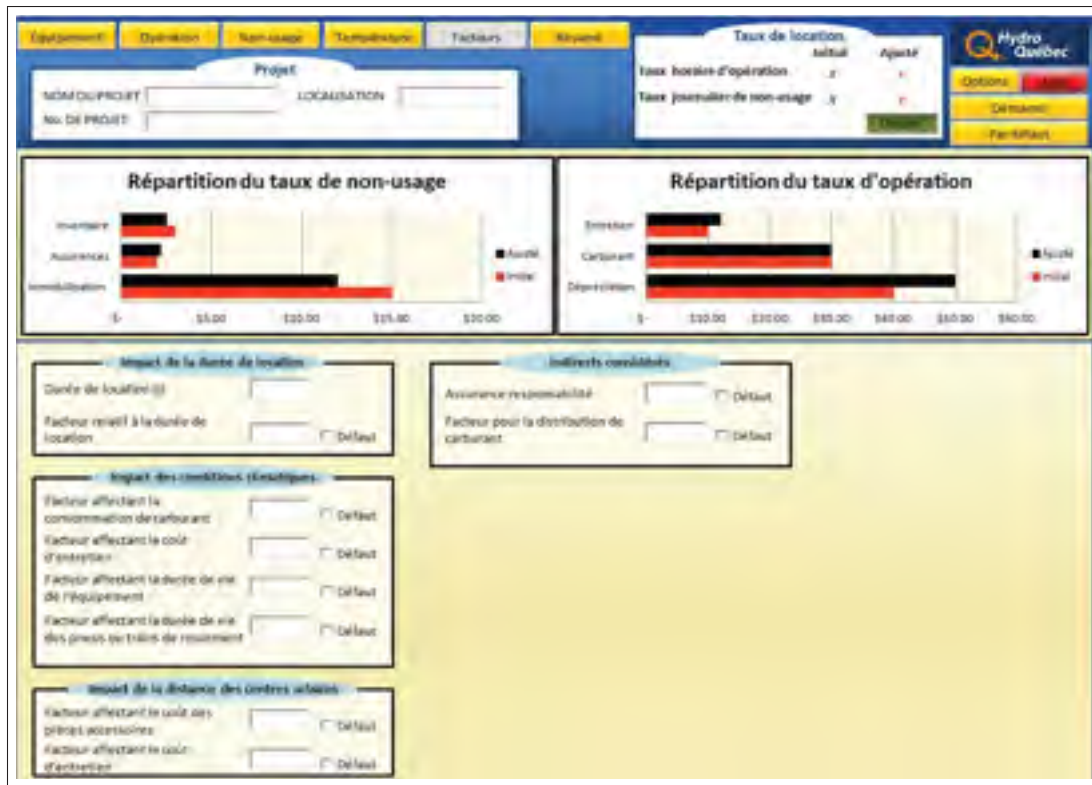 Équipement Opération Non-usage Température Facteurs Résumé
Projet
NOM DU PROJET LOCALISATION
No. DE PROJET
Taux de location
Initial Ajusté
Taux horaire d'opération x x
Taux journalier de non-usage x x
Hydro
Québec
Options
Démarrer
Par défaut
Répartition du taux de non-usage
Inventaire
Assurances
Immobilisation
Ajusté
Initial
$- $5.00 $10.00 $15.00 $20.00
Répartition du taux d'opération
Entretien
Carburant
Dépréciation
Ajusté
Initial
$- $10.00 $20.00 $30.00 $40.00 $50.00 $60.00
Impact de la durée de location
Durée de location
Facteur relatif à la durée de
location Défaut
Indirects considérés
Assurance responsabilité Défaut
Facteur pour la distribution de
carburant Défaut
Impact des conditions climatiques
Facteur affectant la
consommation de carburant Défaut
Facteur affectant le coût
d'entretien Défaut
Facteur affectant la durée de vie
de l'équipement Défaut
Facteur affectant la durée de vie
des pneus ou trains de roulement Défaut
Impact de la distance des centres urbains
Facteur affectant le coût des
pièces accessoires Défaut
Facteur affectant le coût
d'entretien Défaut